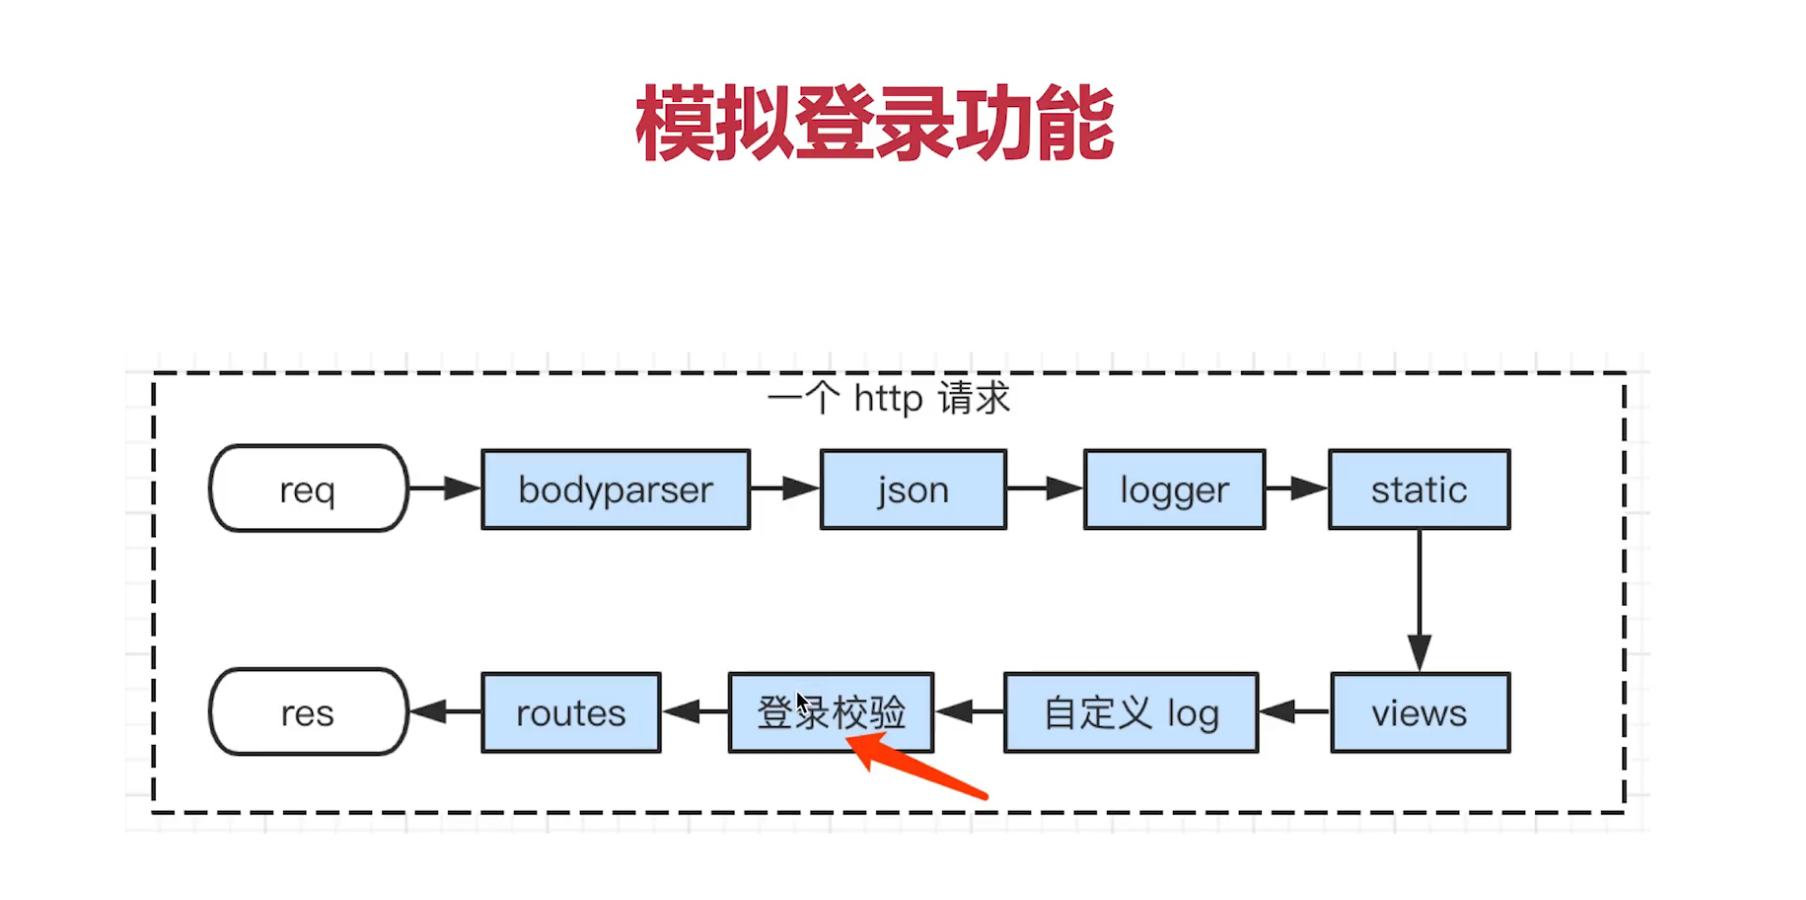 模拟登录功能
一个 http 请求
req
bodyparser
json
logger
static
res
routes
登录校验
自定义 log
views